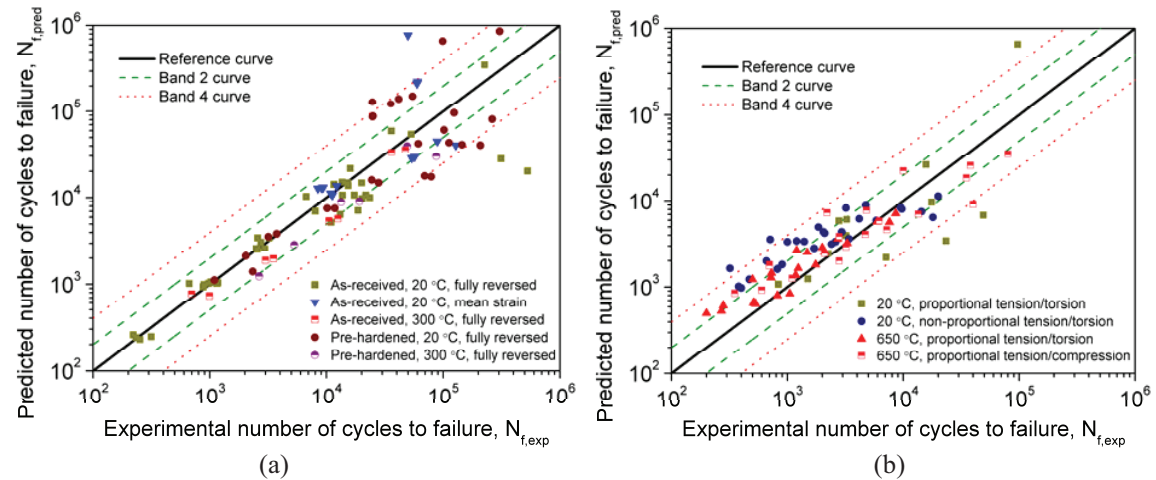 Predicted number of cycles to failure, N_f,pred
10^6
10^5
10^4
10^3
10^2
Reference curve
Band 2 curve
Band 4 curve
As-received, 20 °C, fully reversed
As-received, 20 °C, mean strain
As-received, 300 °C, fully reversed
Pre-hardened, 20 °C, fully reversed
Pre-hardened, 300 °C, fully reversed
10^2 10^3 10^4 10^5 10^6
Experimental number of cycles to failure, N_f,exp
(a)
Predicted number of cycles to failure, N_f,pred
10^6
10^5
10^4
10^3
10^2
Reference curve
Band 2 curve
Band 4 curve
20 °C, proportional tension/torsion
20 °C, non-proportional tension/torsion
650 °C, proportional tension/torsion
650 °C, proportional tension/compression
10^2 10^3 10^4 10^5 10^6
Experimental number of cycles to failure, N_f,exp
(b)